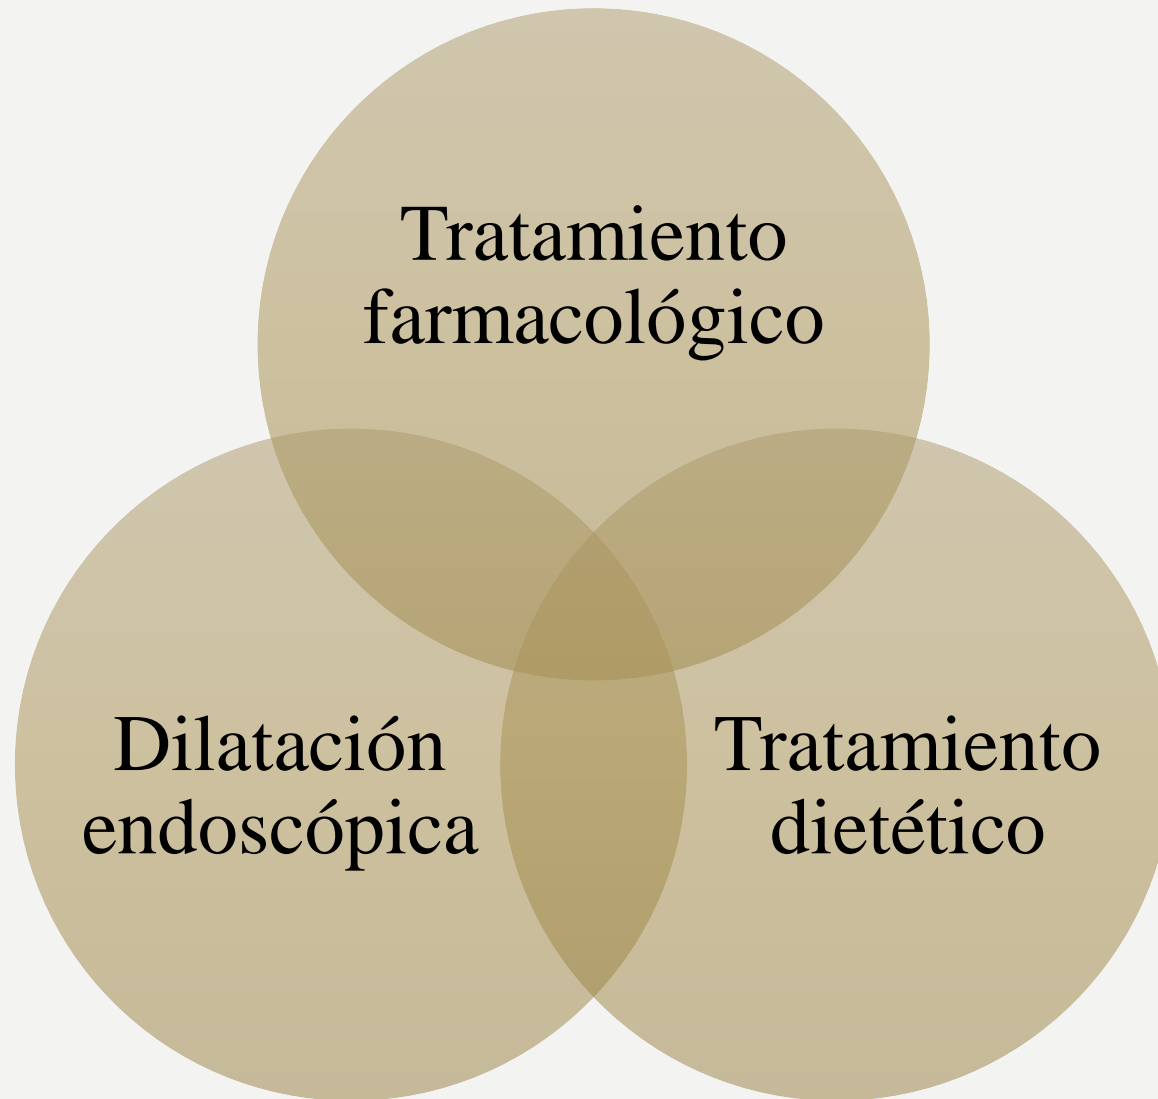 Tratamiento
farmacológico
Dilatación
endoscópica
Tratamiento
dietético